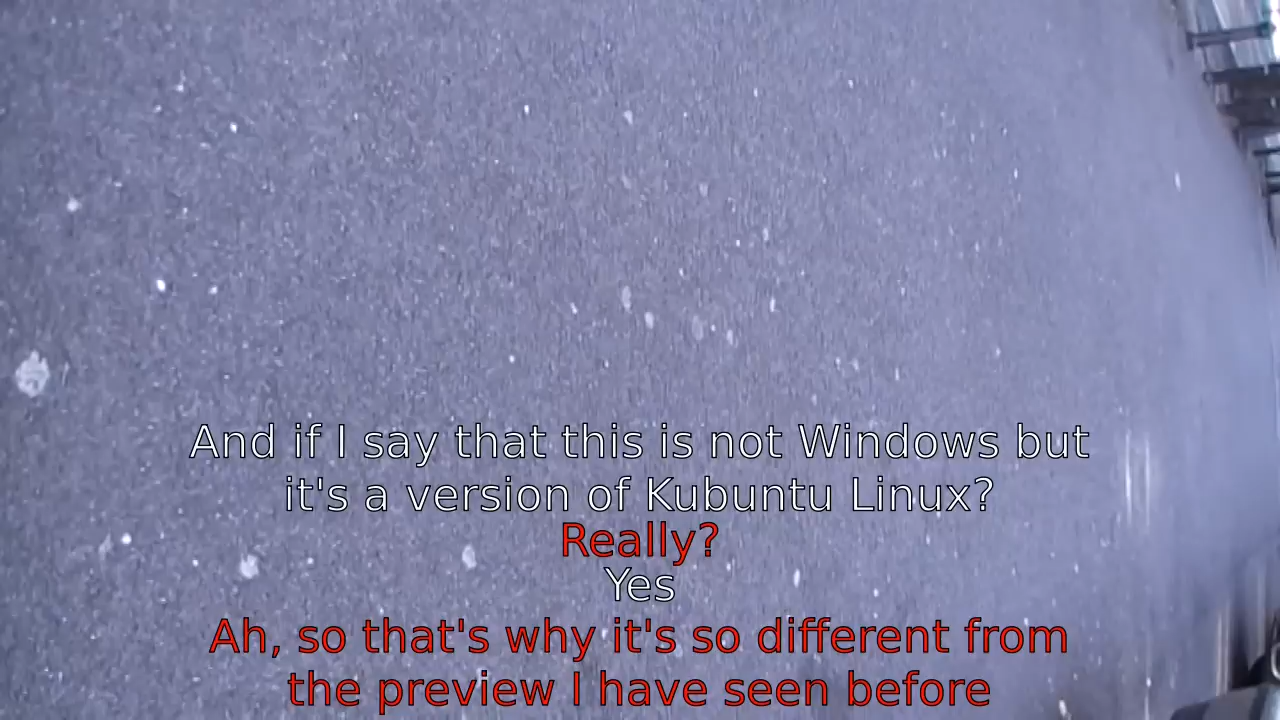 And if I say that this is not Windows but
it's a version of Kubuntu Linux?
Really?
Yes
Ah, so that's why it's so different from
the preview I have seen before